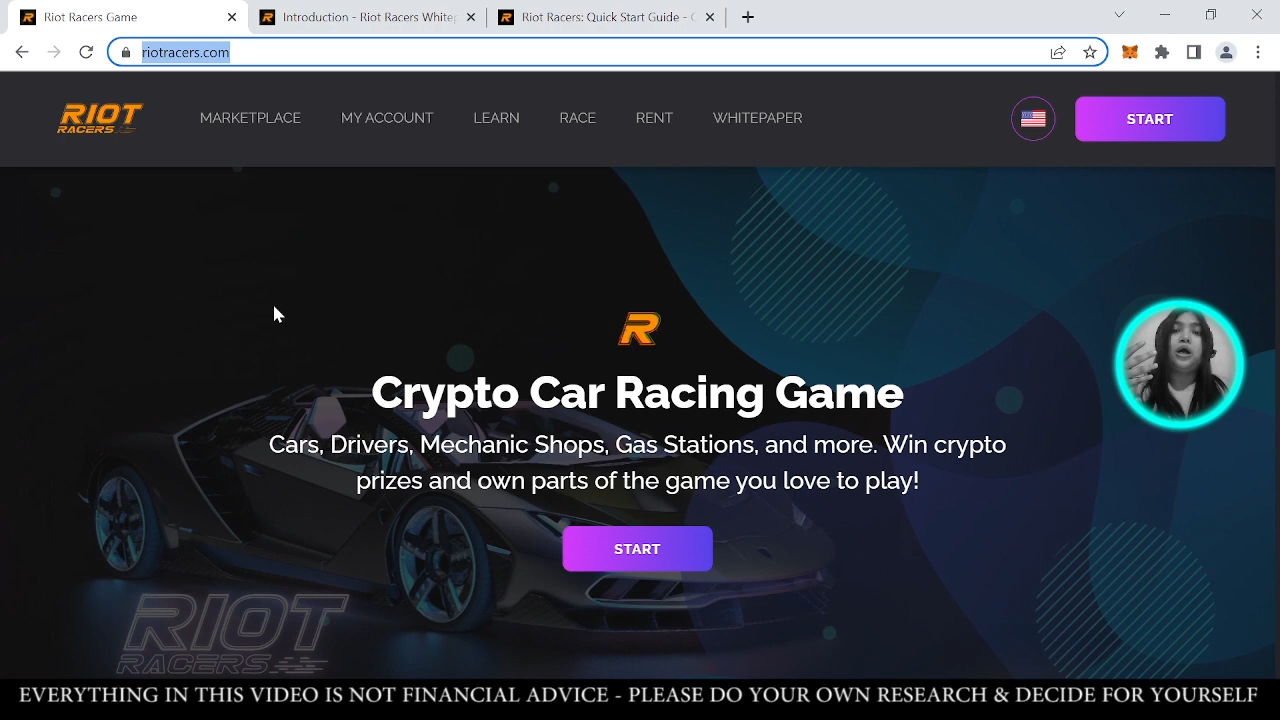 Riot Racers Game
Introduction - Riot Racers Whitep
Riot Racers: Quick Start Guide -
riotracers.com
RIOT
RACERS
MARKETPLACE
MY ACCOUNT
LEARN
RACE
RENT
WHITEPAPER
START
R
Crypto Car Racing Game
Cars, Drivers, Mechanic Shops, Gas Stations, and more. Win crypto
prizes and own parts of the game you love to play!
START
RIOT
RACERS
EVERYTHING IN THIS VIDEO IS NOT FINANCIAL ADVICE - PLEASE DO YOUR OWN RESEARCH & DECIDE FOR YOURSELF